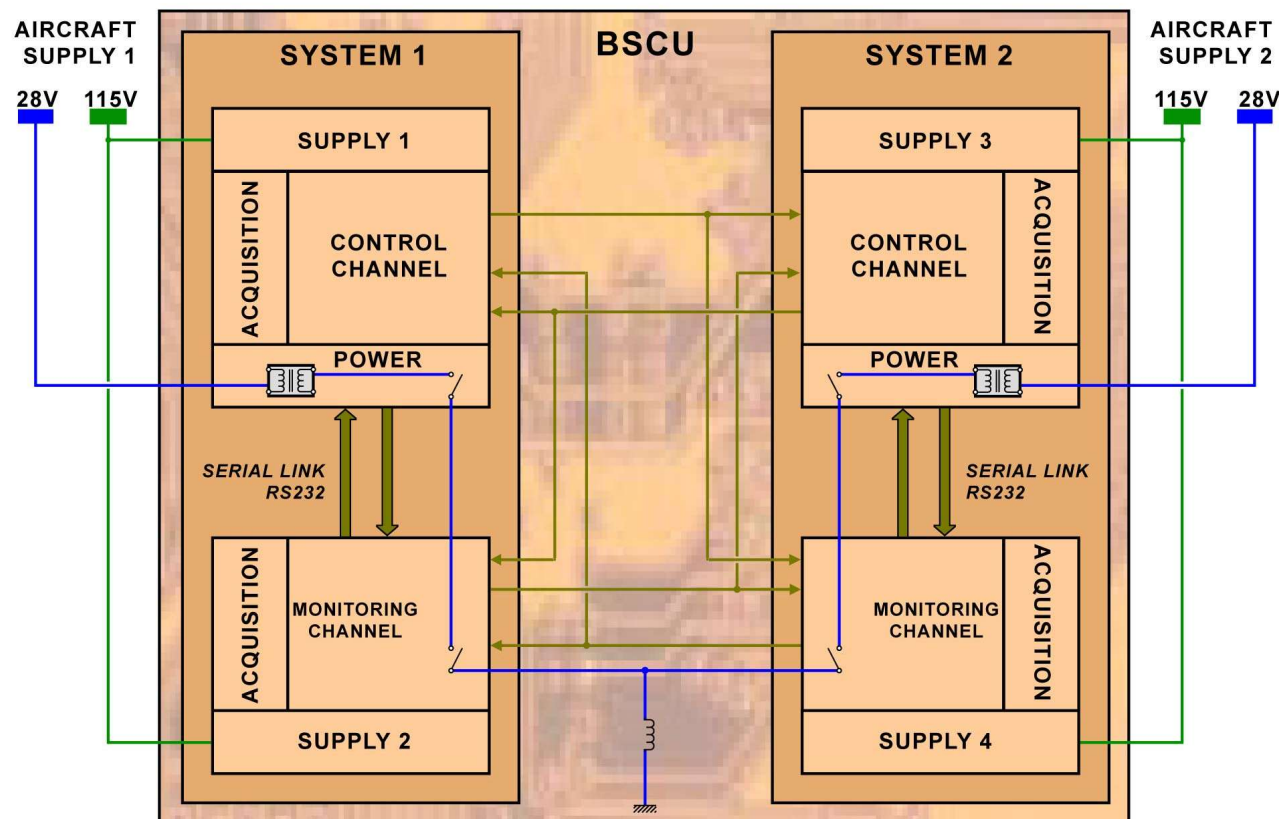 AIRCRAFT
SUPPLY 1
28V
115V
BSCU
SYSTEM 1
SUPPLY 1
ACQUISITION
CONTROL
CHANNEL
POWER
SERIAL LINK
RS232
ACQUISITION
MONITORING
CHANNEL
SUPPLY 2
SYSTEM 2
SUPPLY 3
CONTROL
CHANNEL
ACQUISITION
POWER
SERIAL LINK
RS232
MONITORING
CHANNEL
ACQUISITION
SUPPLY 4
AIRCRAFT
SUPPLY 2
115V
28V